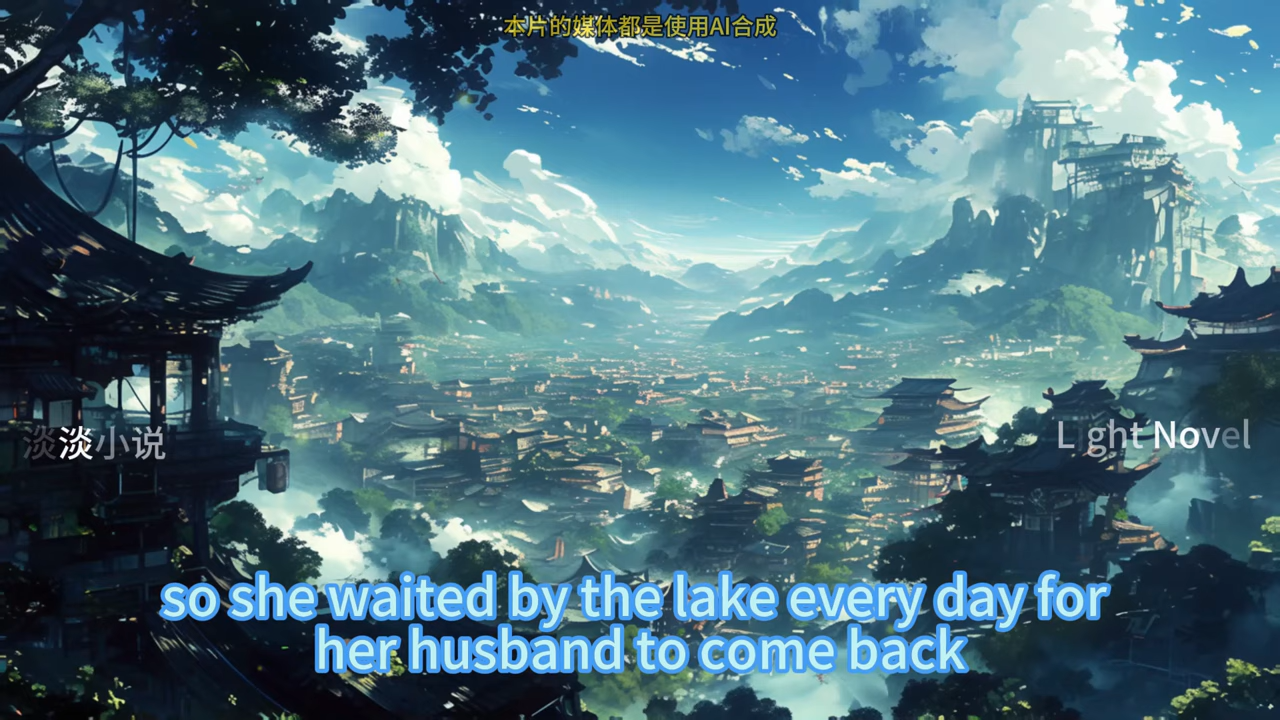 本片的媒体都是使用AI合成
淡淡小说
Light Novel
so she waited by the lake every day for
her husband to come back